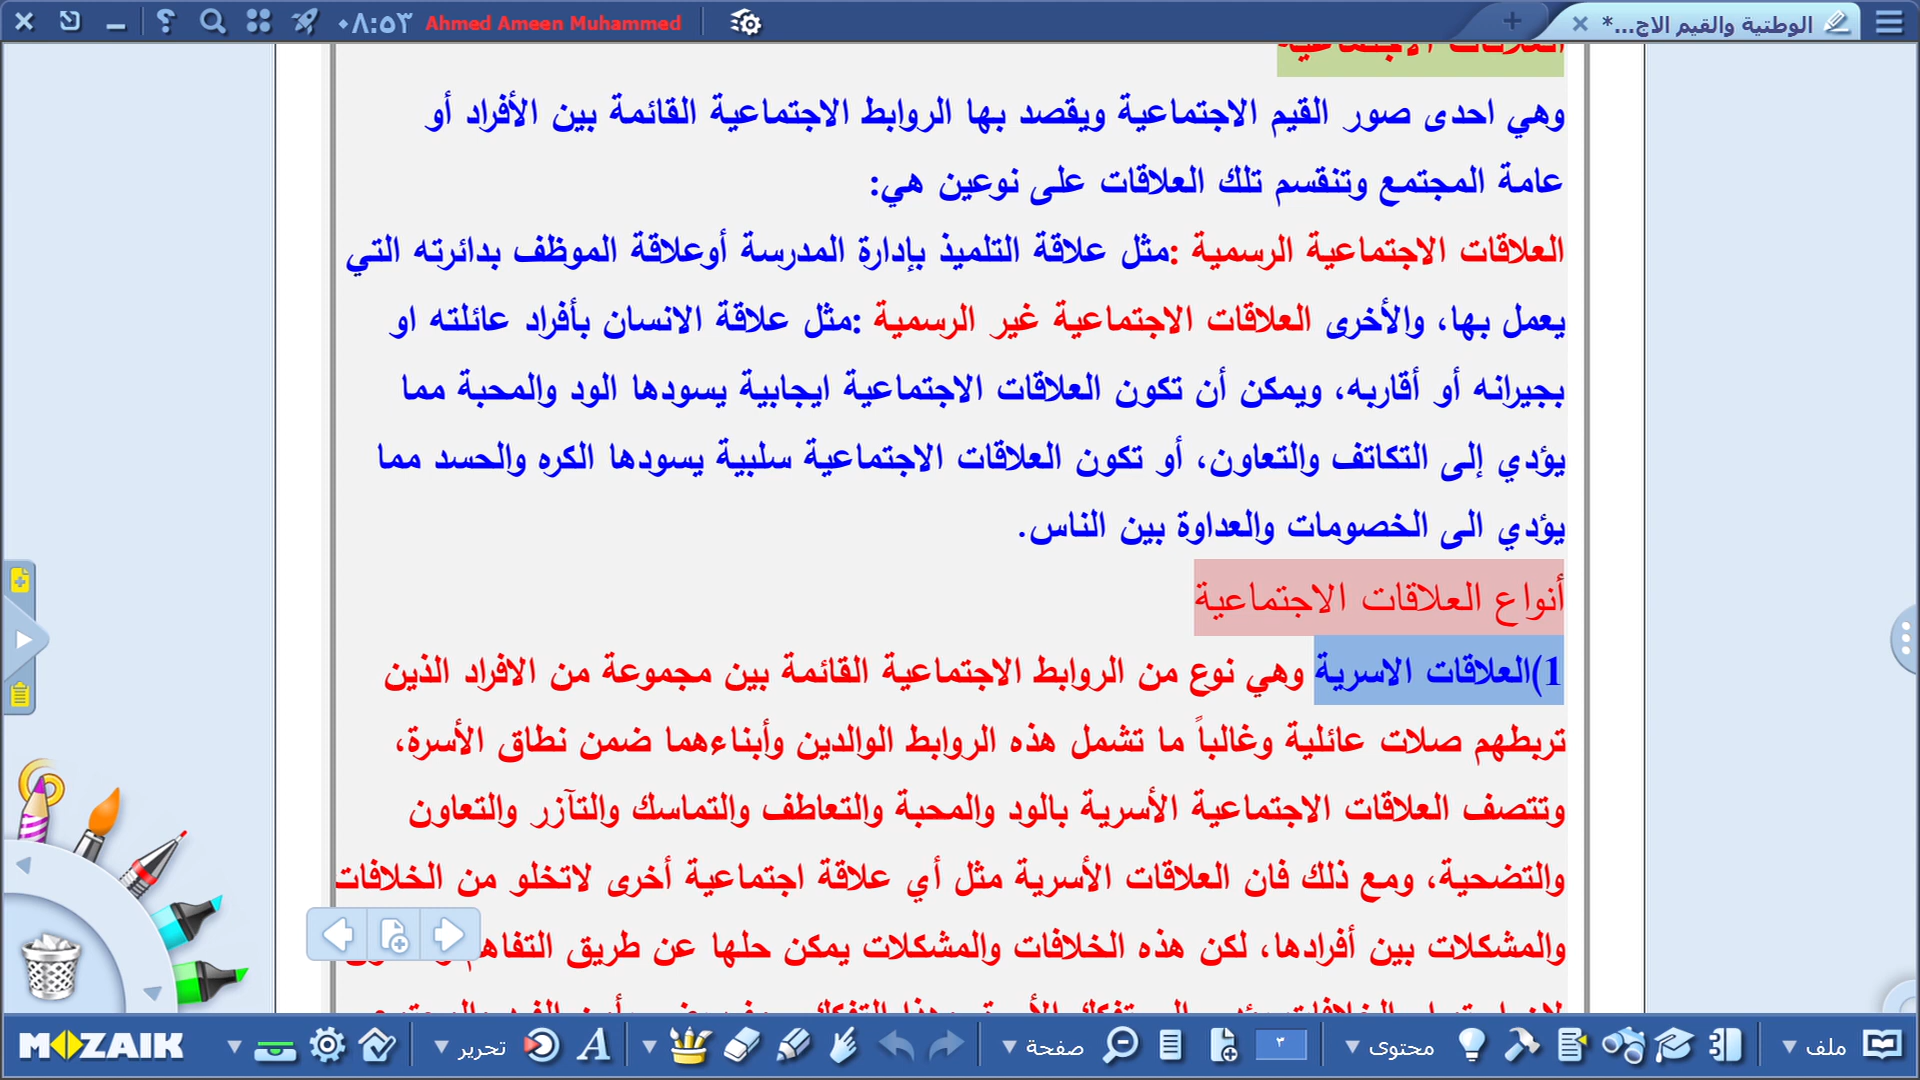 الوطنية والقيم الاج...*
Ahmed Ameen Muhammed
٠٨:٥٣
العلاقات الاجتماعية
وهي احدى صور القيم الاجتماعية ويقصد بها الروابط الاجتماعية القائمة بين الأفراد أو
عامة المجتمع وتنقسم تلك العلاقات على نوعين هي:
العلاقات الاجتماعية الرسمية :مثل علاقة التلميذ بإدارة المدرسة أوعلاقة الموظف بدائرته التي
يعمل بها، والأخرى العلاقات الاجتماعية غير الرسمية :مثل علاقة الانسان بأفراد عائلته او
بجيرانه أو أقاربه، ويمكن أن تكون العلاقات الاجتماعية ايجابية يسودها الود والمحبة مما
يؤدي إلى التكاتف والتعاون، أو تكون العلاقات الاجتماعية سلبية يسودها الكره والحسد مما
يؤدي الى الخصومات والعداوة بين الناس.
أنواع العلاقات الاجتماعية
1)العلاقات الاسرية وهي نوع من الروابط الاجتماعية القائمة بين مجموعة من الافراد الذين
تربطهم صلات عائلية وغالباً ما تشمل هذه الروابط الوالدين وأبناءهما ضمن نطاق الأسرة،
وتتصف العلاقات الاجتماعية الأسرية بالود والمحبة والتعاطف والتماسك والتآزر والتعاون
والتضحية، ومع ذلك فان العلاقات الأسرية مثل أي علاقة اجتماعية أخرى لاتخلو من الخلافات
والمشكلات بين أفرادها، لكن هذه الخلافات والمشكلات يمكن حلها عن طريق
ملف
محتوى
٣
صفحة
تحرير
MOZAIK